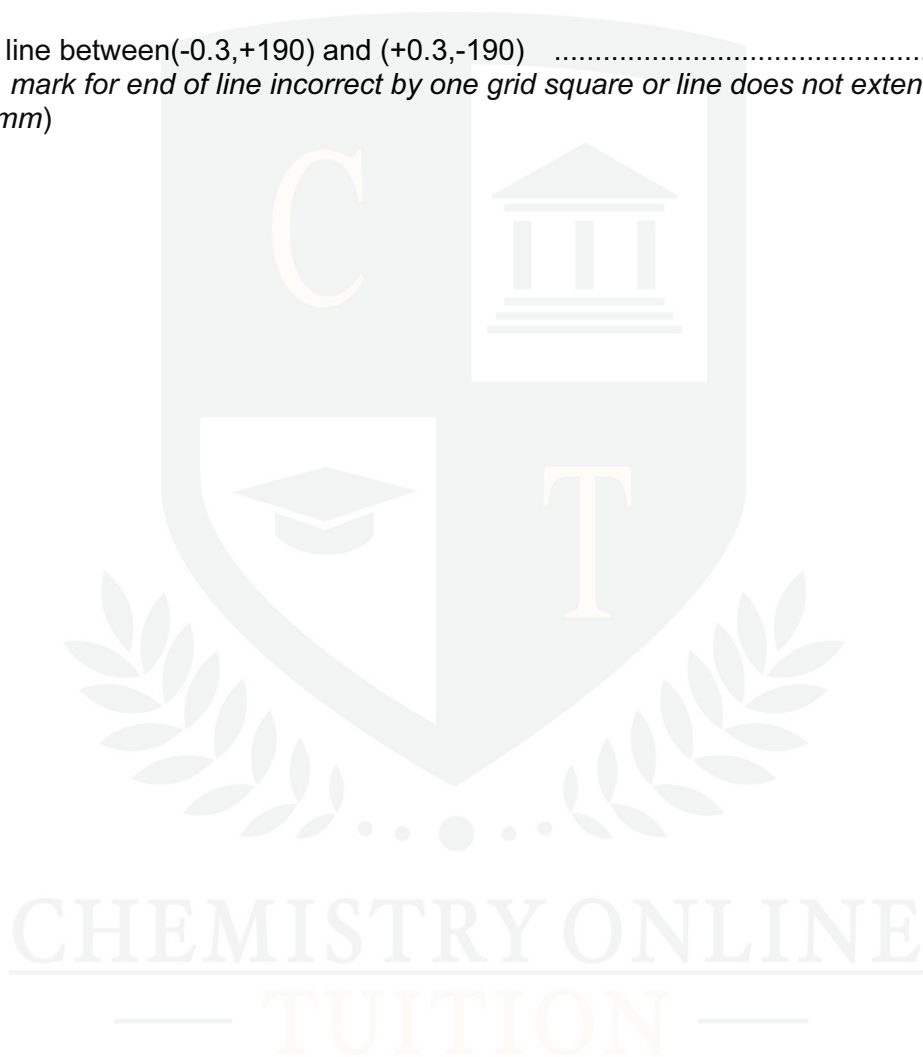 line between(-0.3,+190) and (+0.3,-190) ..........................................
mark for end of line incorrect by one grid square or line does not exten
mm)
C
T
CHEMISTRY ONLINE
— TUITION —